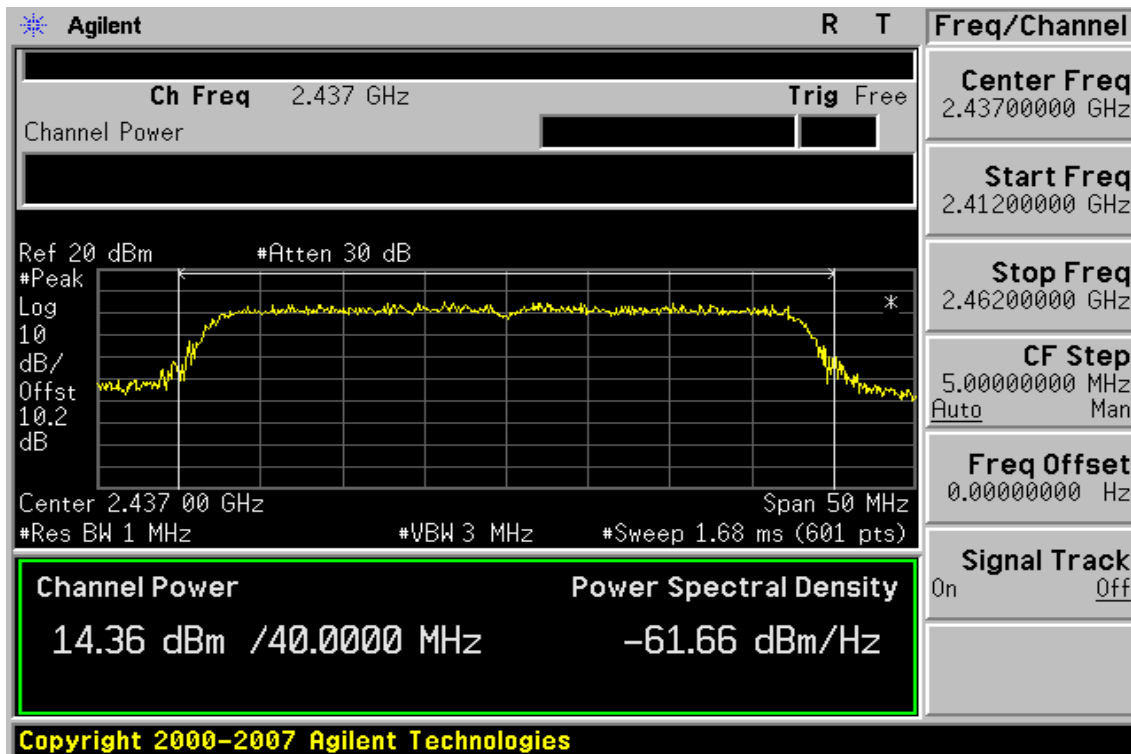 Agilent R T Freq/Channel
Ch Freq 2.437 GHz Trig Free
Channel Power
Center Freq
2.43700000 GHz
Start Freq
2.41200000 GHz
Stop Freq
2.46200000 GHz
CF Step
5.00000000 MHz
Auto Man
Freq Offset
0.00000000 Hz
Signal Track
On Off
Ref 20 dBm #Atten 30 dB
#Peak
Log
10
dB/
Offst
10.2
dB
*
Center 2.437 00 GHz Span 50 MHz
#Res BW 1 MHz #VBW 3 MHz #Sweep 1.68 ms (601 pts)
Channel Power Power Spectral Density
14.36 dBm /40.0000 MHz -61.66 dBm/Hz
Copyright 2000-2007 Agilent Technologies